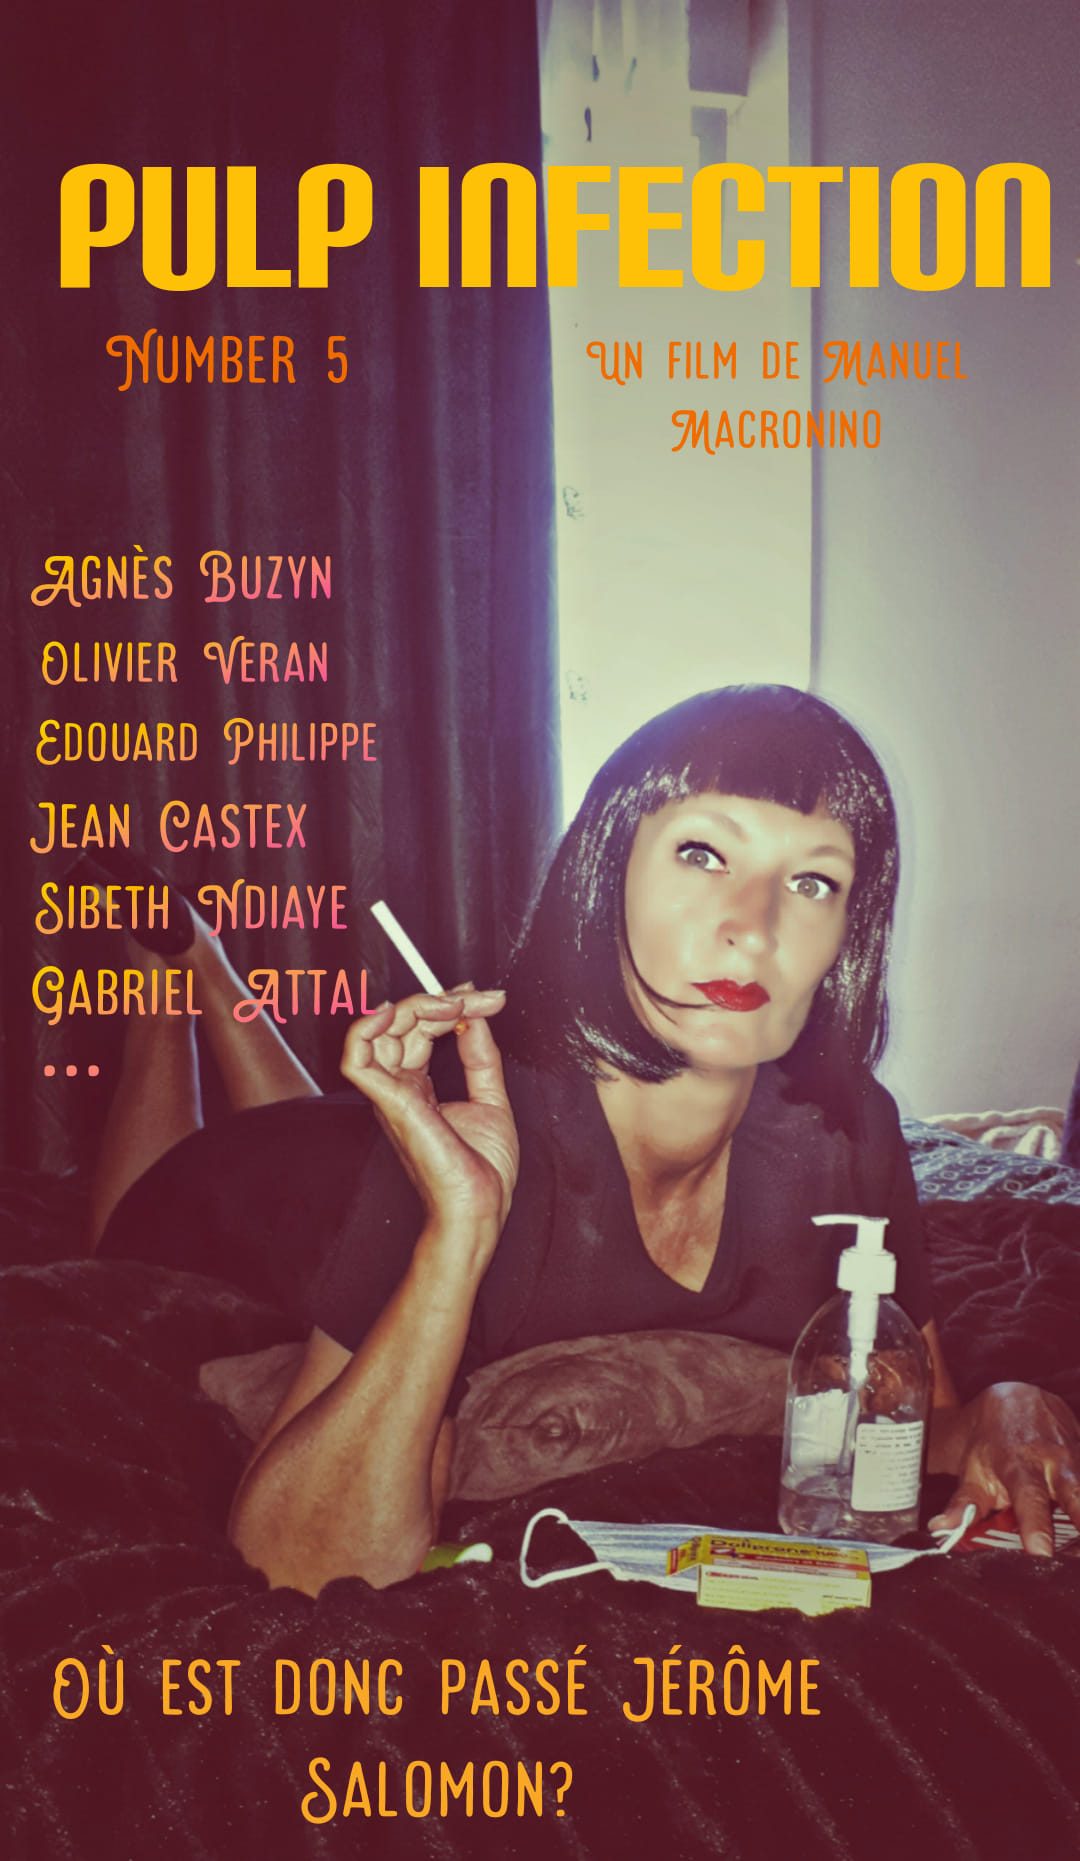 PULP INFECTION
NUMBER 5
UN FILM DE MANUEL
MACRONINO
AGNÈS BUZYN
OLIVIER VERAN
EDOUARD PHILIPPE
JEAN CASTEX
SIBETH NDIAYE
GABRIEL ATTAL
...
Doliprane
OÙ EST DONC PASSÉ JÉRÔME
SALOMON?